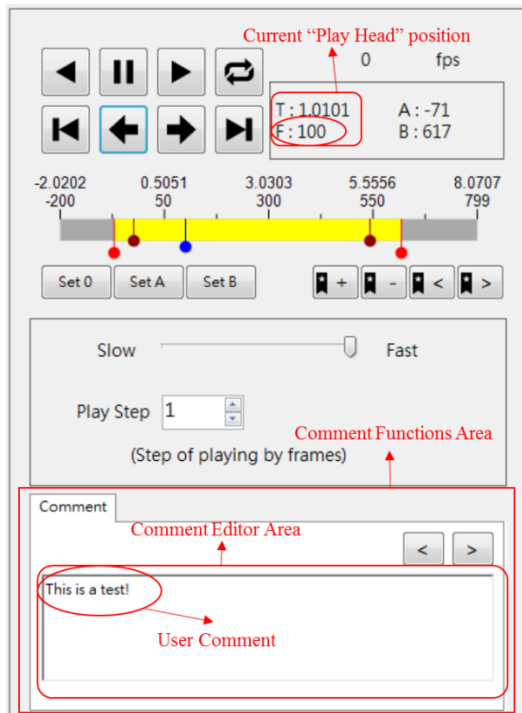 Current “Play Head” position
0 fps
T : 1.0101 A : -71
F : 100 B : 617
-2.0202 0.5051 3.0303 5.5556 8.0707
-200 50 300 550 799
Set 0 Set A Set B + - < >
Slow Fast
Play Step 1
(Step of playing by frames)
Comment Functions Area
Comment
Comment Editor Area
< >
This is a test!
User Comment